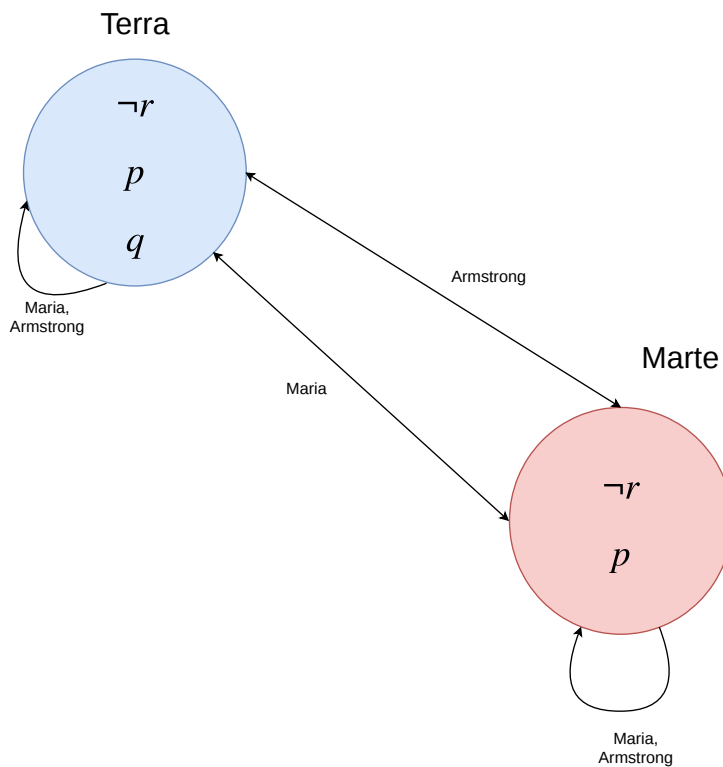 Terra
¬r
p
q
Maria,
Armstrong
Armstrong
Maria
Marte
¬r
p
Maria,
Armstrong